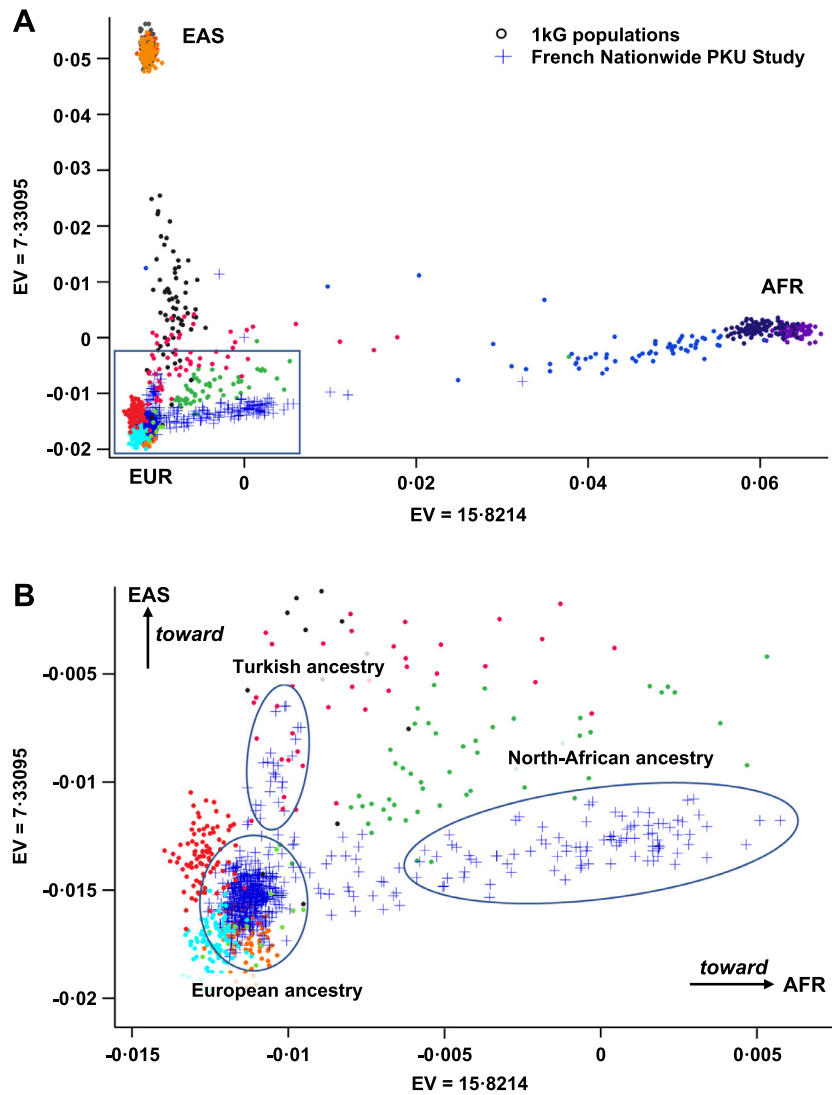 A
EAS
1kG populations
French Nationwide PKU Study
0·05
0·04
0·03
0·02
0·01
0
-0·01
-0·02
EV = 7·33095
AFR
EUR
0
0·02
0·04
0·06
EV = 15·8214
B
EAS
toward
Turkish ancestry
North-African ancestry
European ancestry
toward
AFR
-0·005
-0·01
-0·015
-0·02
EV = 7·33095
-0·015
-0·01
-0·005
0
0·005
EV = 15·8214